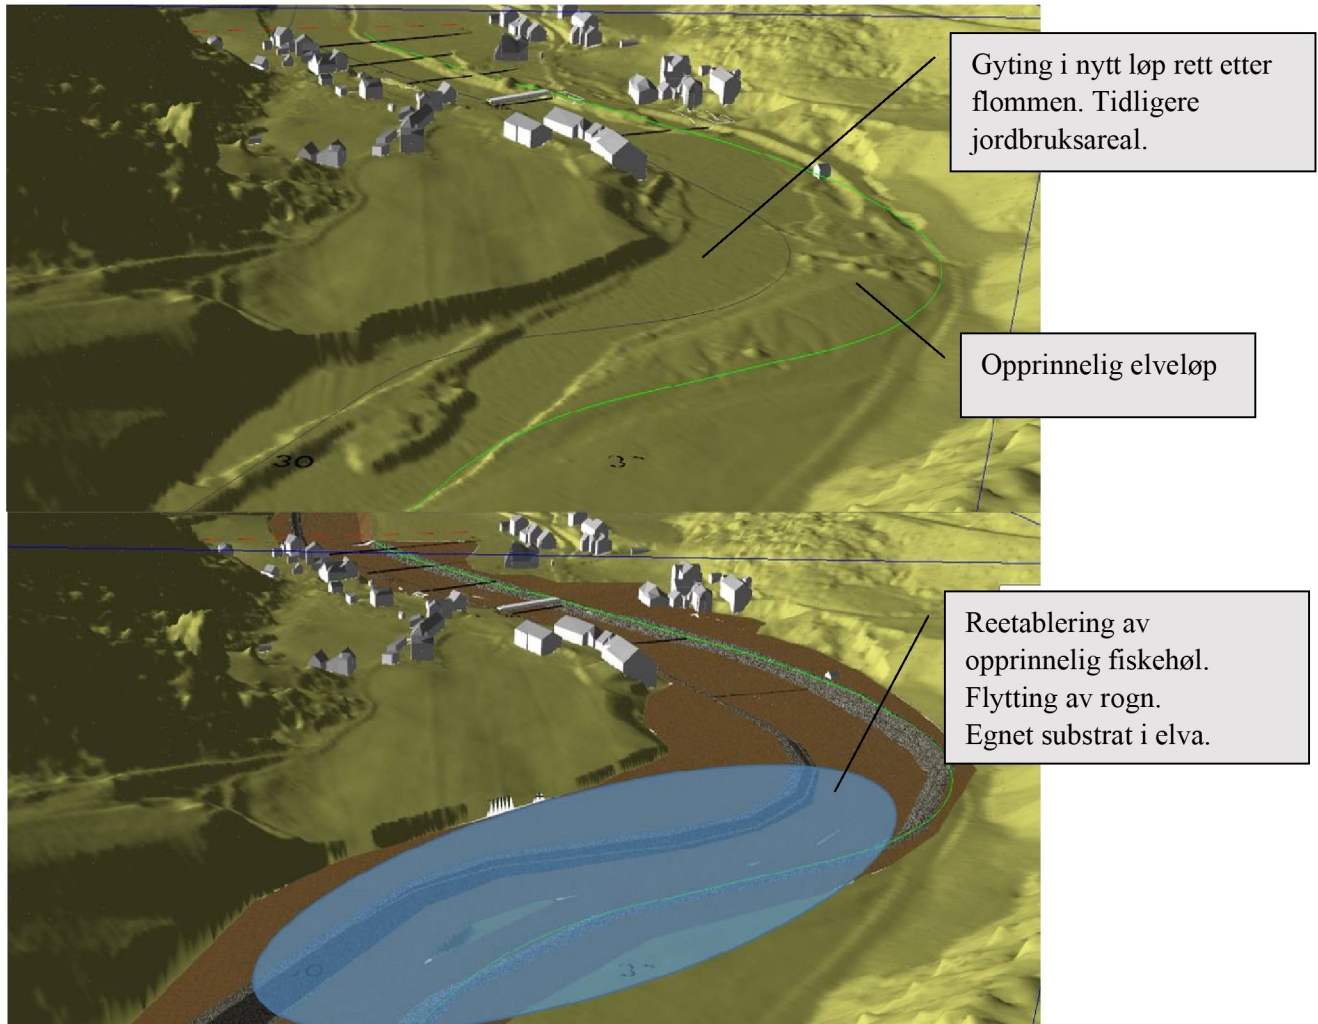 Gyting i nytt løp rett etter
flommen. Tidligere
jordbruksareal.
Opprinnelig elveløp
30
Reetablering av
opprinnelig fiskehøl.
Flytting av rogn.
Egnet substrat i elva.